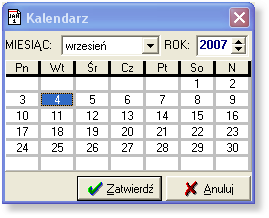 Kalendarz
MIESIĄC: wrzesień ROK: 2007
Pn Wt Śr Cz Pt So N
1 2
3 4 5 6 7 8 9
10 11 12 13 14 15 16
17 18 19 20 21 22 23
24 25 26 27 28 29 30
Zatwierdź Anuluj